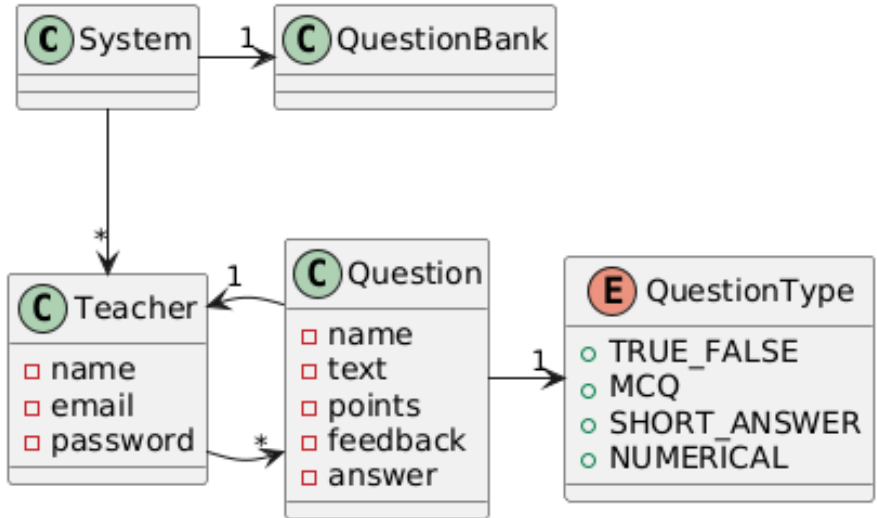 C System
1
C QuestionBank
*
C Teacher
name
email
password
1
*
C Question
name
text
points
feedback
answer
1
E QuestionType
TRUE_FALSE
MCQ
SHORT_ANSWER
NUMERICAL